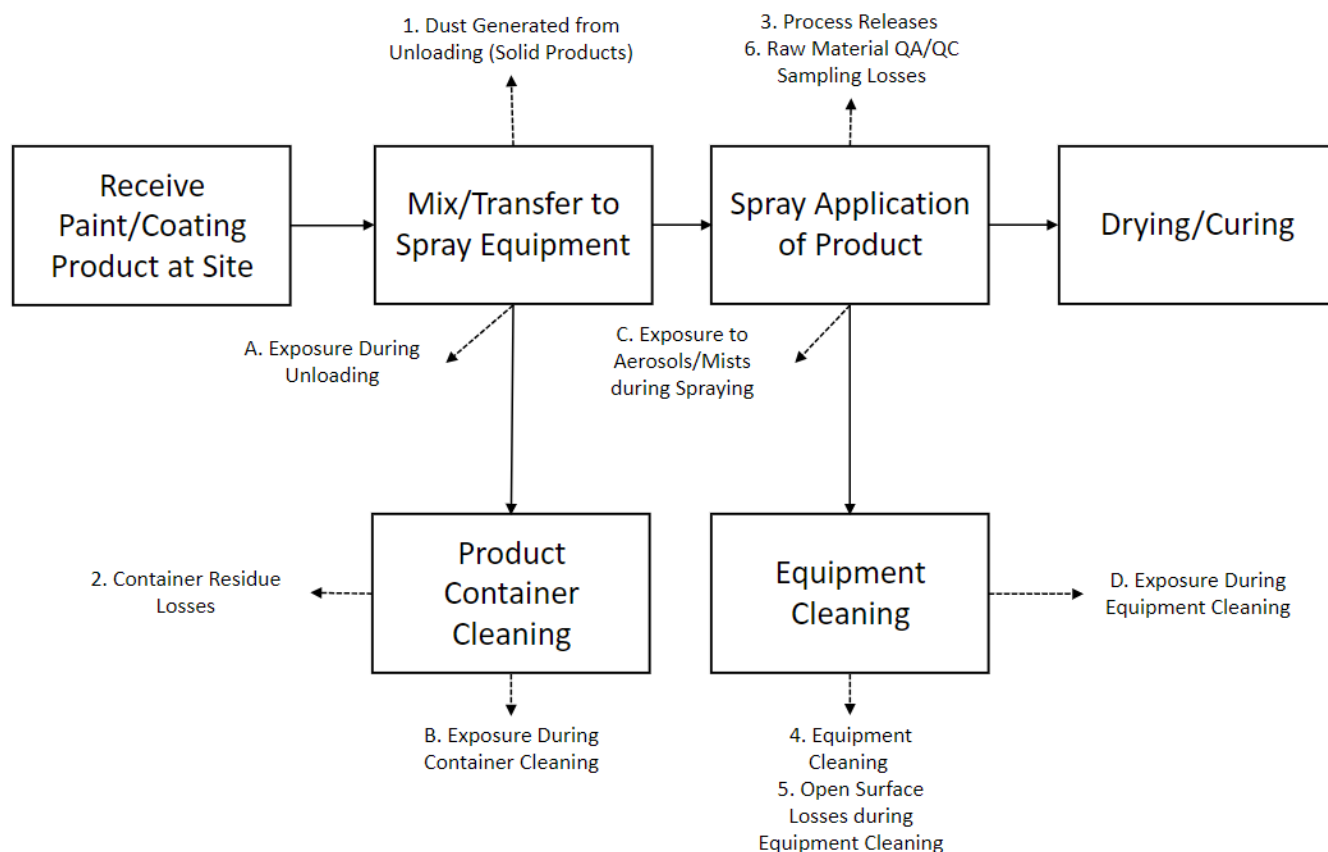 1. Dust Generated from
Unloading (Solid Products)
3. Process Releases
6. Raw Material QA/QC
Sampling Losses
Receive
Paint/Coating
Product at Site
Mix/Transfer to
Spray Equipment
Spray Application
of Product
Drying/Curing
A. Exposure During
Unloading
C. Exposure to
Aerosols/Mists
during Spraying
2. Container Residue
Losses
Product
Container
Cleaning
Equipment
Cleaning
D. Exposure During
Equipment Cleaning
B. Exposure During
Container Cleaning
4. Equipment
Cleaning
5. Open Surface
Losses during
Equipment Cleaning